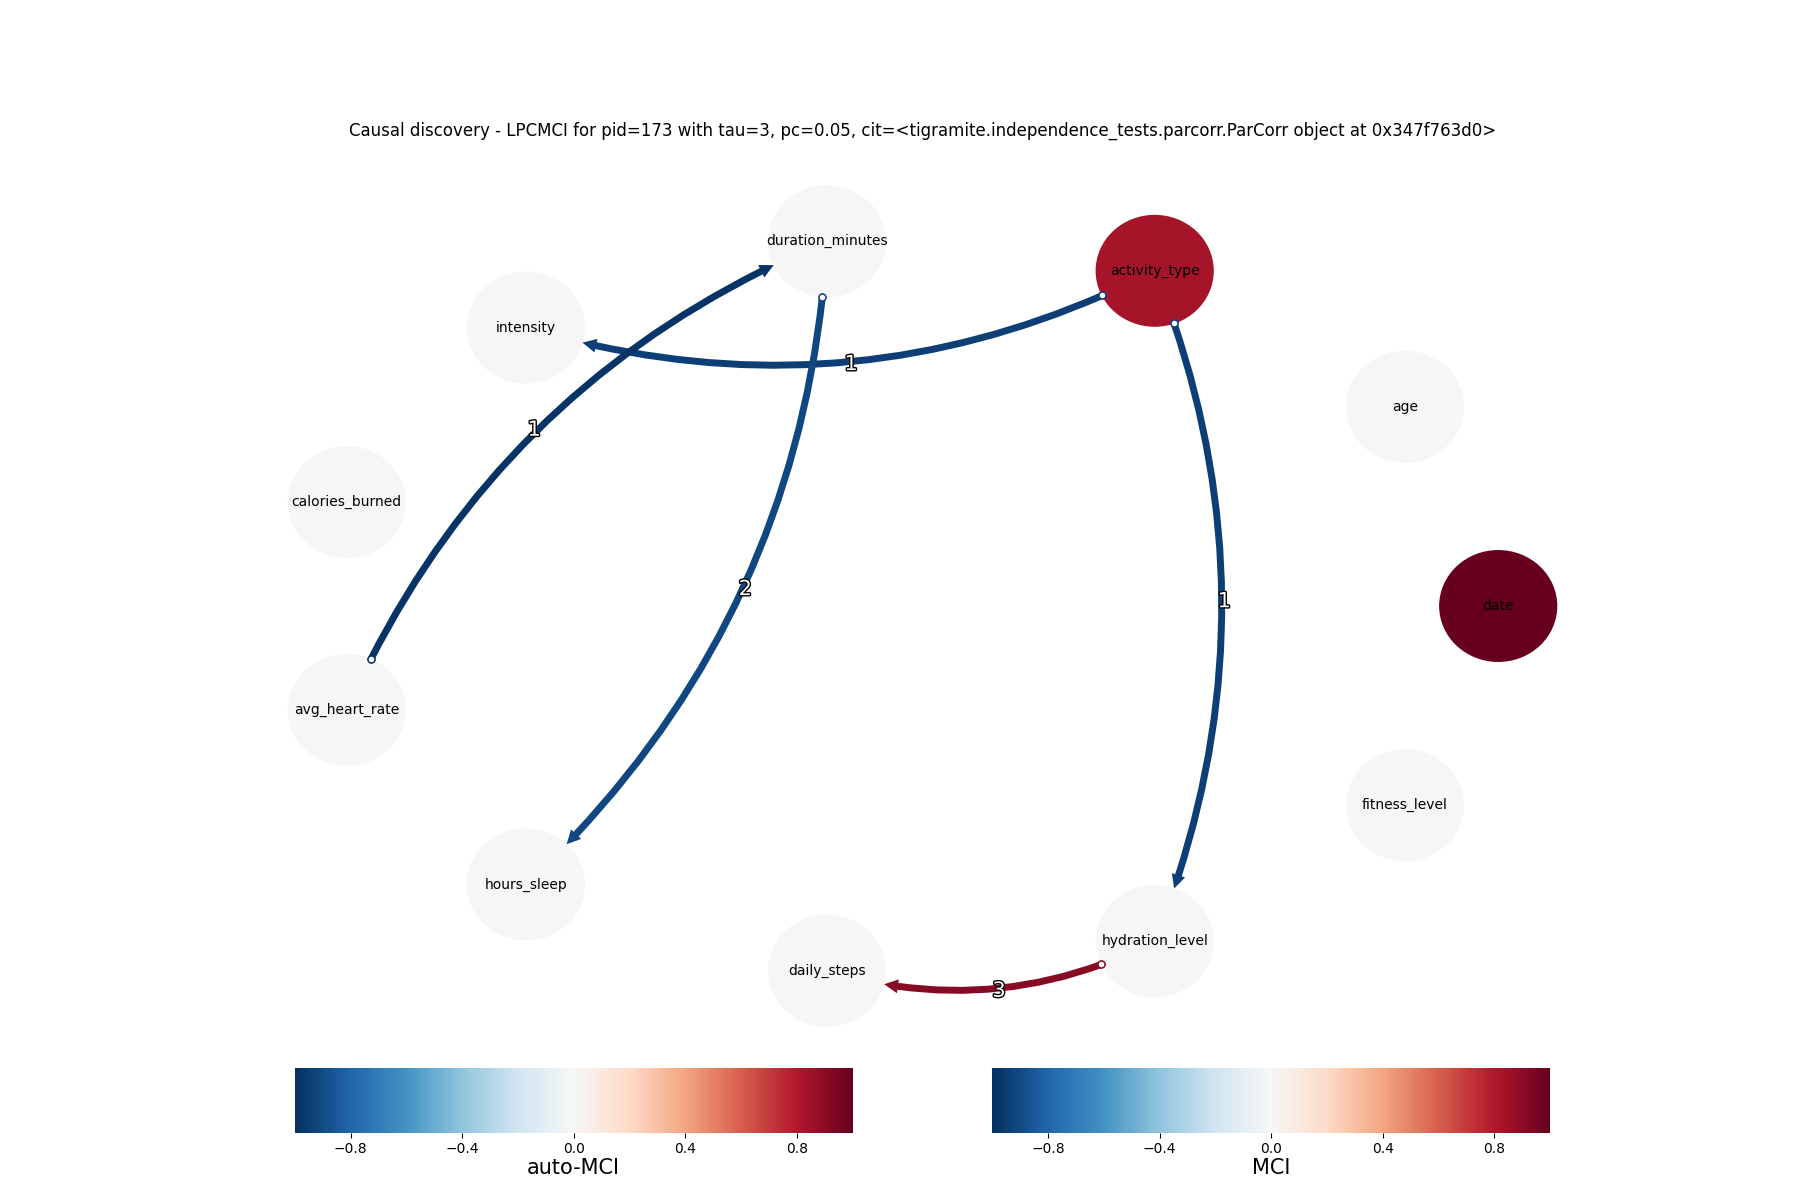 Causal discovery - LPCMCI for pid=173 with tau=3, pc=0.05, cit=<tigramite.independence_tests.parcorr.ParCorr object at 0x347f763d0>
duration_minutes
activity_type
intensity
1
age
1
calories_burned
2
1
date
avg_heart_rate
fitness_level
hours_sleep
hydration_level
daily_steps
3
−0.8 −0.4 0.0 0.4 0.8
auto-MCI
−0.8 −0.4 0.0 0.4 0.8
MCI